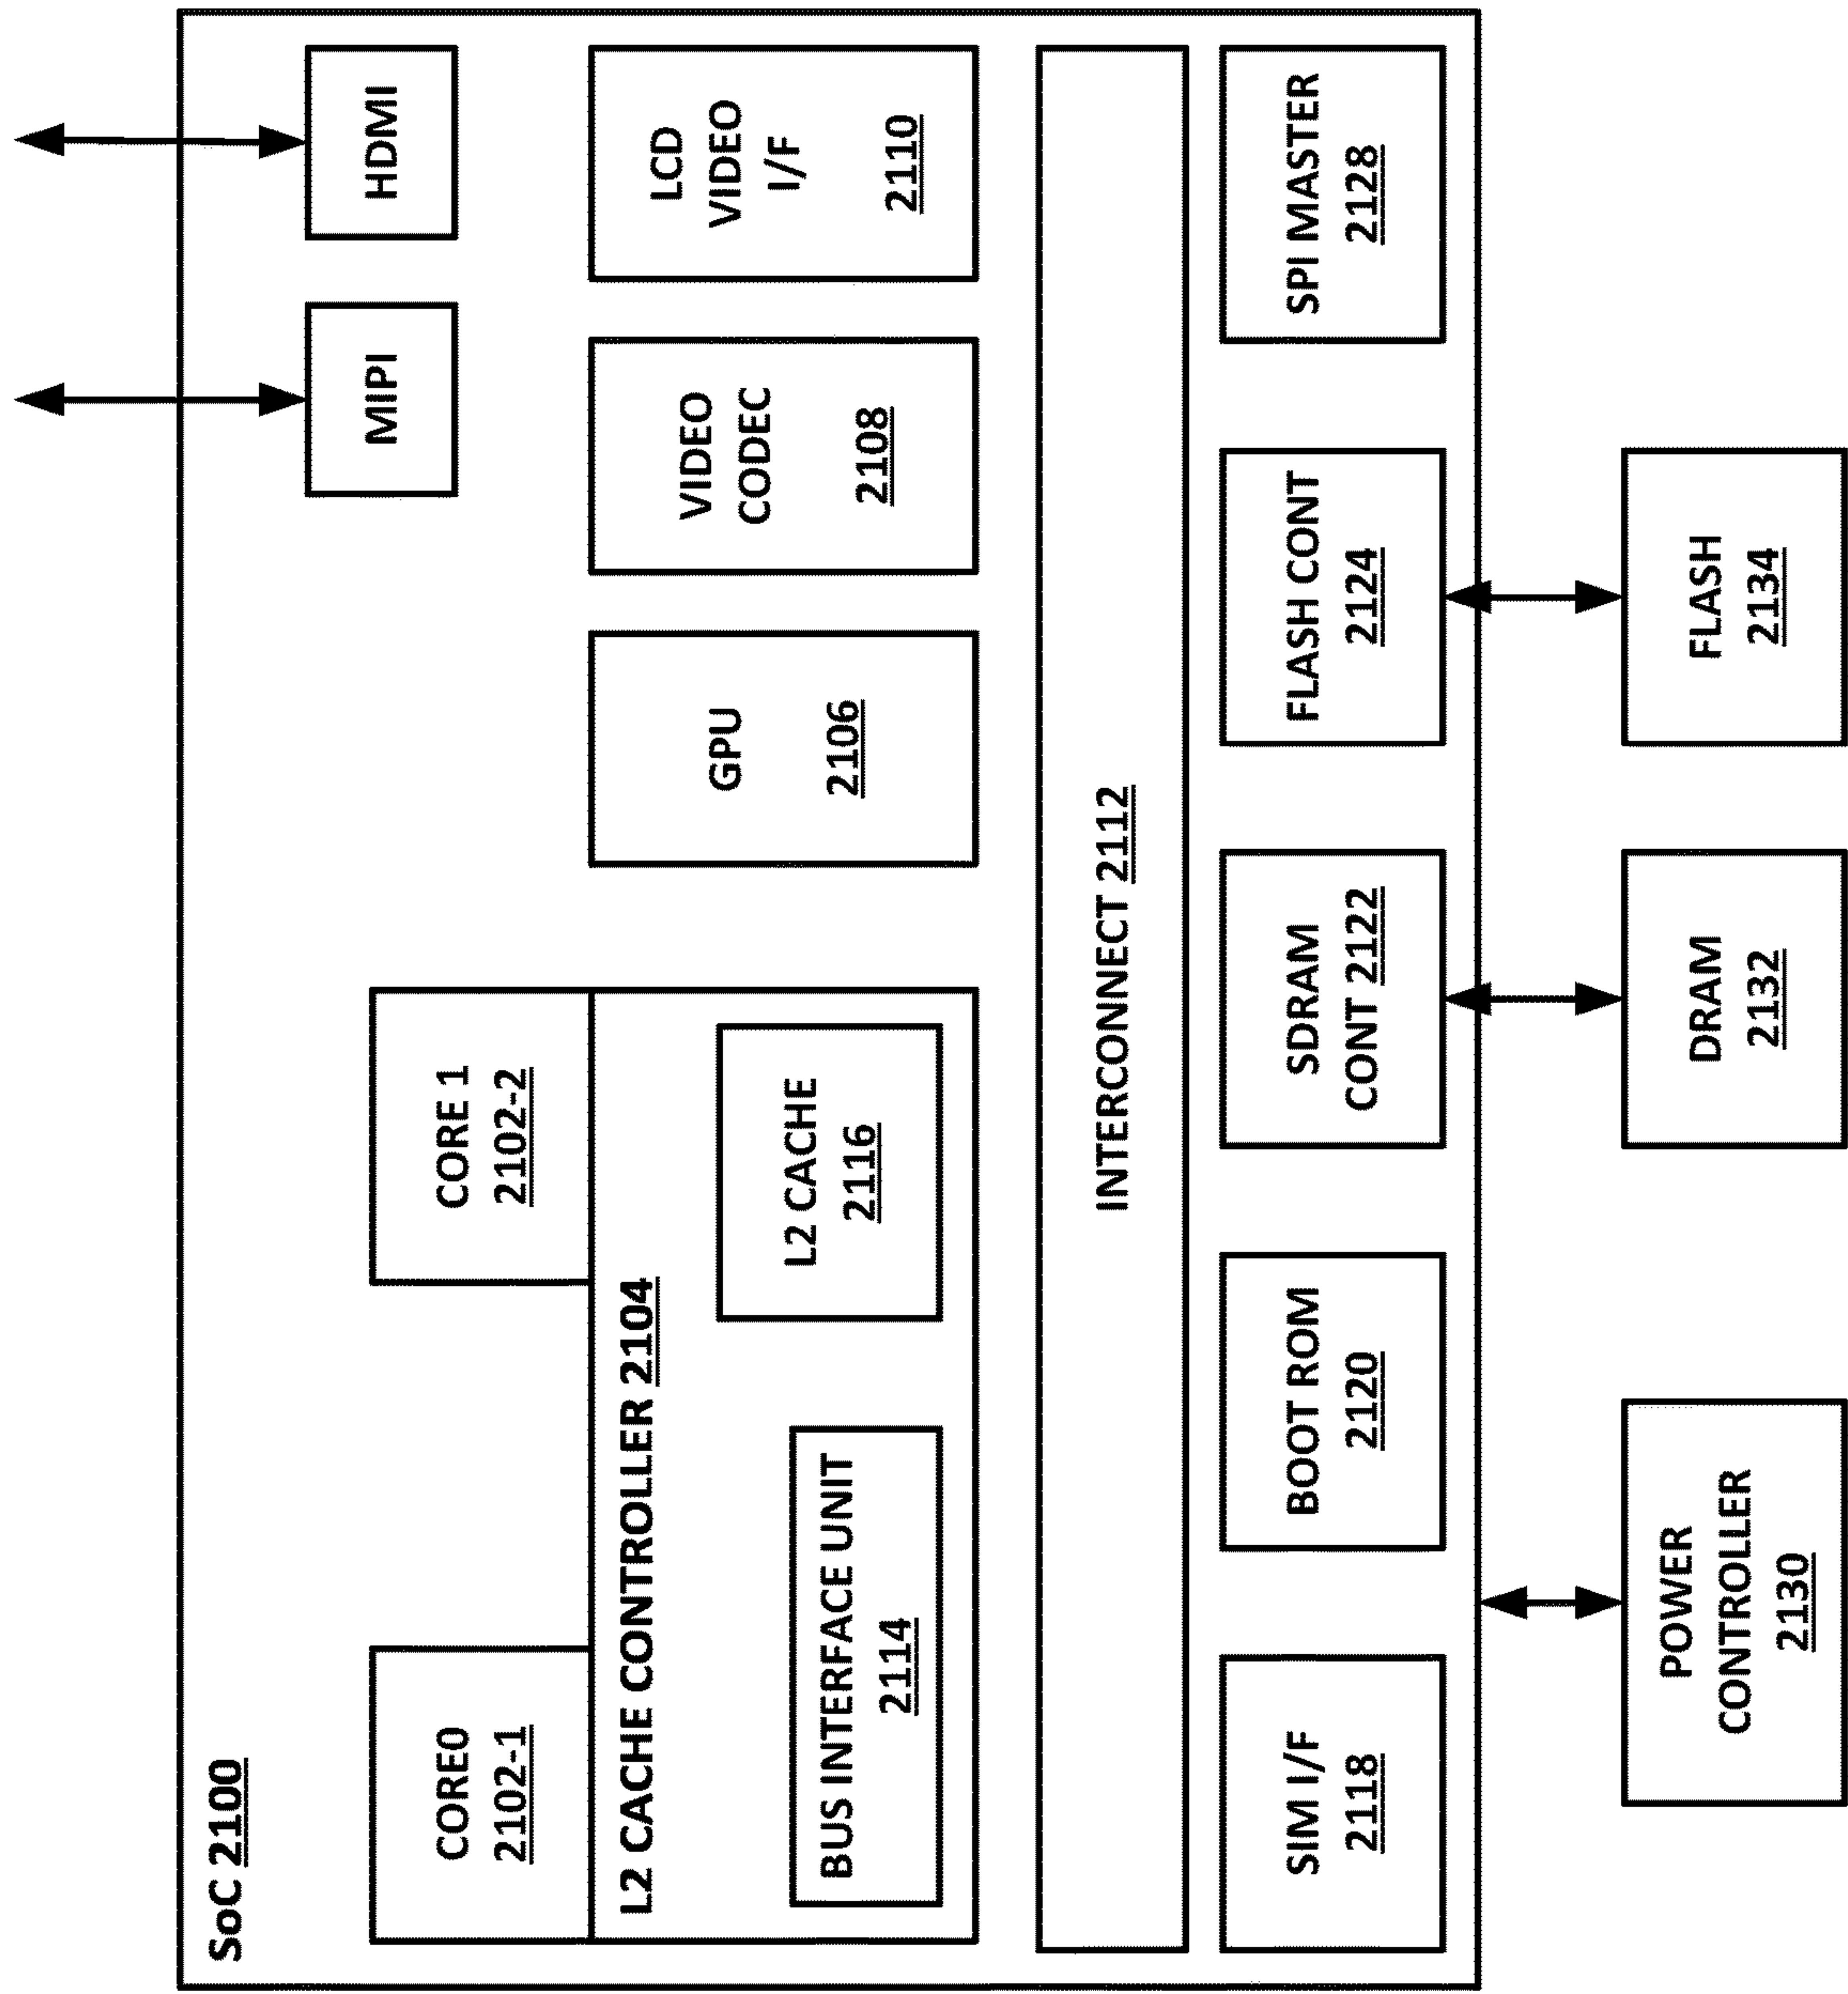 SoC 2100
MIPI
HDMI
CORE0
2102-1
CORE 1
2102-2
L2 CACHE CONTROLLER 2104
BUS INTERFACE UNIT
2114
L2 CACHE
2116
GPU
2106
VIDEO
CODEC
2108
LCD
VIDEO
I/F
2110
INTERCONNECT 2112
SIM I/F
2118
BOOT ROM
2120
SDRAM
CONT 2122
FLASH CONT
2124
SPI MASTER
2128
POWER
CONTROLLER
2130
DRAM
2132
FLASH
2134